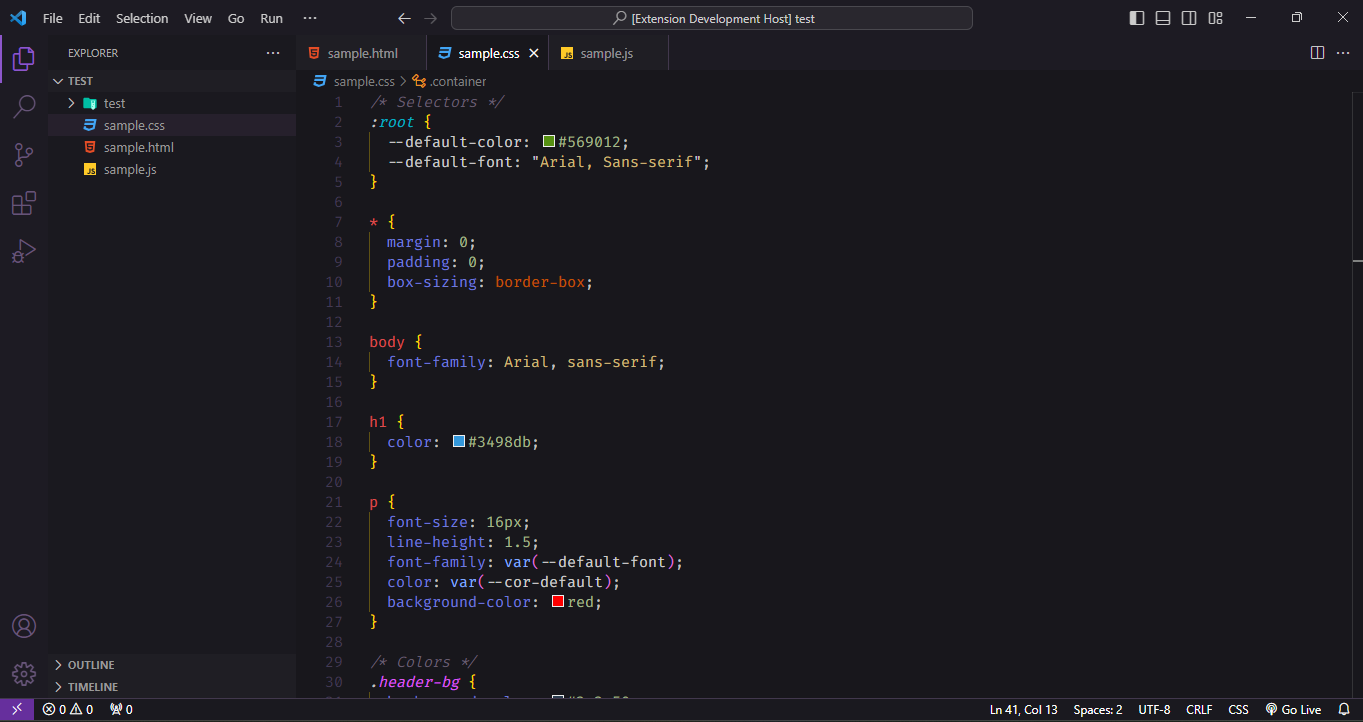 File Edit Selection View Go Run ··· [Extension Development Host] test
EXPLORER ···
TEST
test
sample.css
sample.html
sample.js
OUTLINE
TIMELINE
sample.html sample.css sample.js
sample.css > .container
1 /* Selectors */
2 :root {
3 --default-color: #569012;
4 --default-font: "Arial, Sans-serif";
5 }
6
7 * {
8 margin: 0;
9 padding: 0;
10 box-sizing: border-box;
11 }
12
13 body {
14 font-family: Arial, sans-serif;
15 }
16
17 h1 {
18 color: #3498db;
19 }
20
21 p {
22 font-size: 16px;
23 line-height: 1.5;
24 font-family: var(--default-font);
25 color: var(--cor-default);
26 background-color: red;
27 }
28
29 /* Colors */
30 .header-bg {
0 0 0 Ln 41, Col 13 Spaces: 2 UTF-8 CRLF CSS Go Live